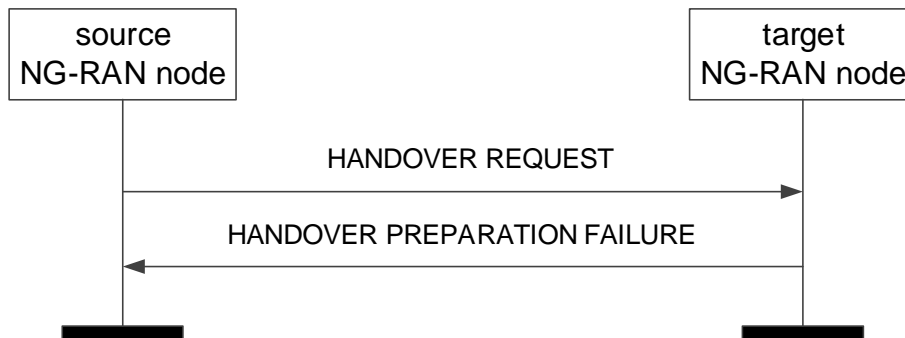 source
NG-RAN node
target
NG-RAN node
HANDOVER REQUEST
HANDOVER PREPARATION FAILURE